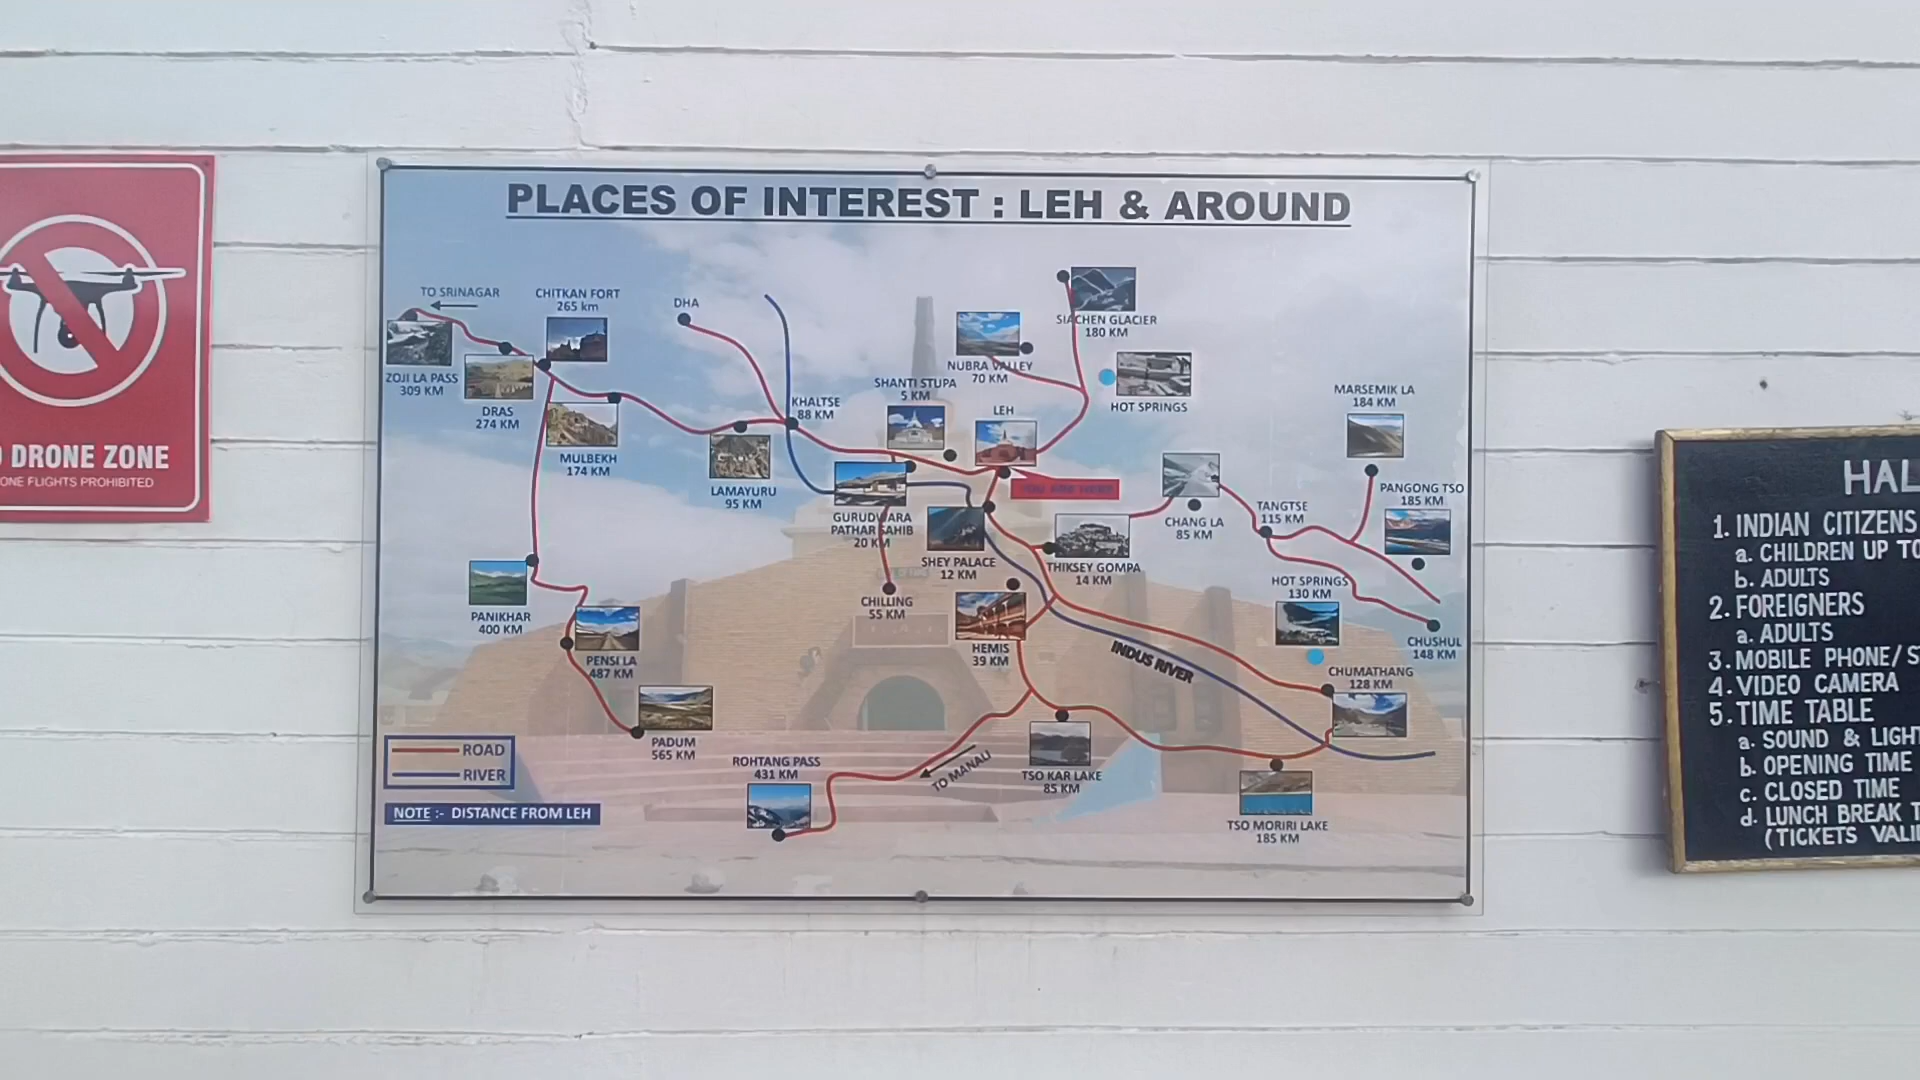 PLACES OF INTEREST : LEH & AROUND
TO SRINAGAR
CHITKAN FORT
265 km
DHA
SIACHEN GLACIER
180 KM
ZOJI LA PASS
309 KM
DRAS
274 KM
MULBEKH
174 KM
KHALTSE
88 KM
LAMAYURU
95 KM
SHANTI STUPA
5 KM
NUBRA VALLEY
70 KM
HOT SPRINGS
LEH
YOU ARE HERE
MARSEMIK LA
184 KM
GURUDWARA
PATHAR SAHIB
20 KM
CHANG LA
85 KM
TANGTSE
115 KM
PANGONG TSO
185 KM
SHEY PALACE
12 KM
THIKSEY GOMPA
14 KM
HOT SPRINGS
130 KM
CHILLING
55 KM
PANIKHAR
400 KM
PENSI LA
487 KM
HEMIS
39 KM
INDUS RIVER
CHUSHUL
148 KM
CHUMATHANG
128 KM
PADUM
565 KM
ROHTANG PASS
431 KM
TO MANALI
TSO KAR LAKE
85 KM
TSO MORIRI LAKE
185 KM
ROAD
RIVER
NOTE :- DISTANCE FROM LEH
DRONE ZONE
ONE FLIGHTS PROHIBITED
HAL
1. INDIAN CITIZENS
a. CHILDREN UP TO
b. ADULTS
2. FOREIGNERS
a. ADULTS
3. MOBILE PHONE/ S
4. VIDEO CAMERA
5. TIME TABLE
a. SOUND & LIGHT
b. OPENING TIME
c. CLOSED TIME
d. LUNCH BREAK T
(TICKETS VALI